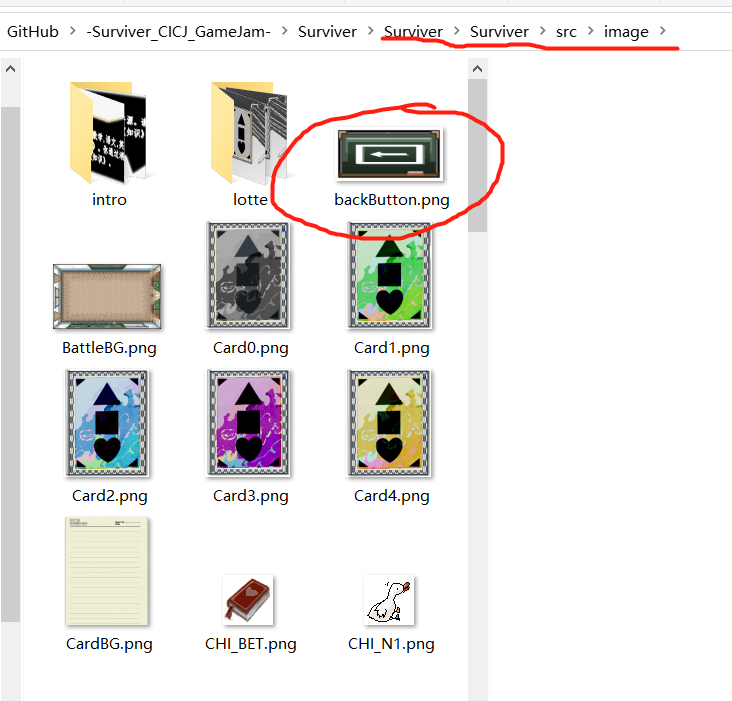 GitHub > -Surviver_CICJ_GameJam- > Surviver > Surviver > Surviver > src > image >
intro
lotte
backButton.png
BattleBG.png
Card0.png
Card1.png
Card2.png
Card3.png
Card4.png
CardBG.png
CHI_BET.png
CHI_N1.png